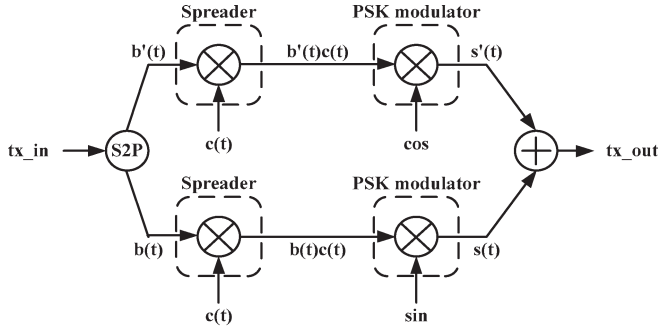 Spreader
PSK modulator
b'(t)
b'(t)c(t)
s'(t)
c(t)
cos
tx_in
S2P
tx_out
Spreader
PSK modulator
b(t)
b(t)c(t)
s(t)
c(t)
sin